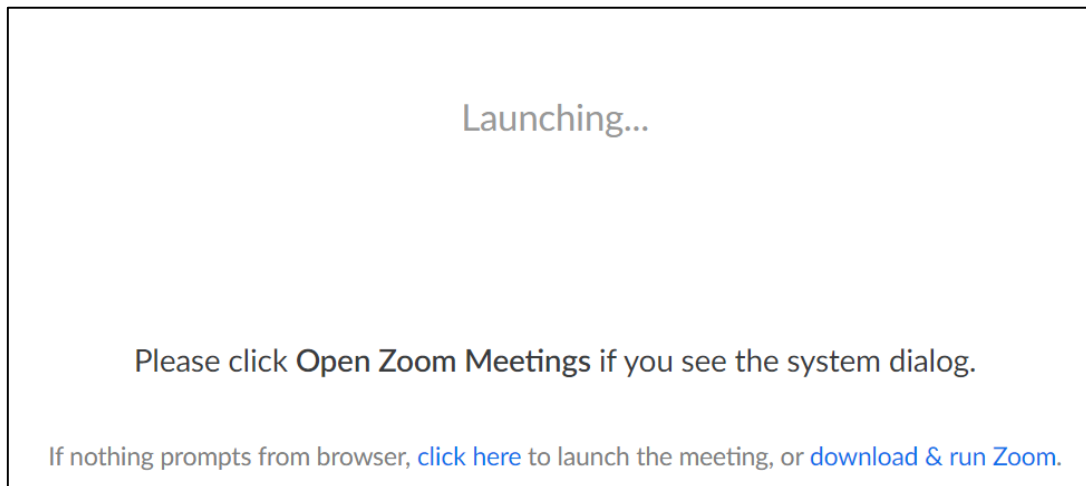 Launching...
Please click Open Zoom Meetings if you see the system dialog.
If nothing prompts from browser, click here to launch the meeting, or download & run Zoom.